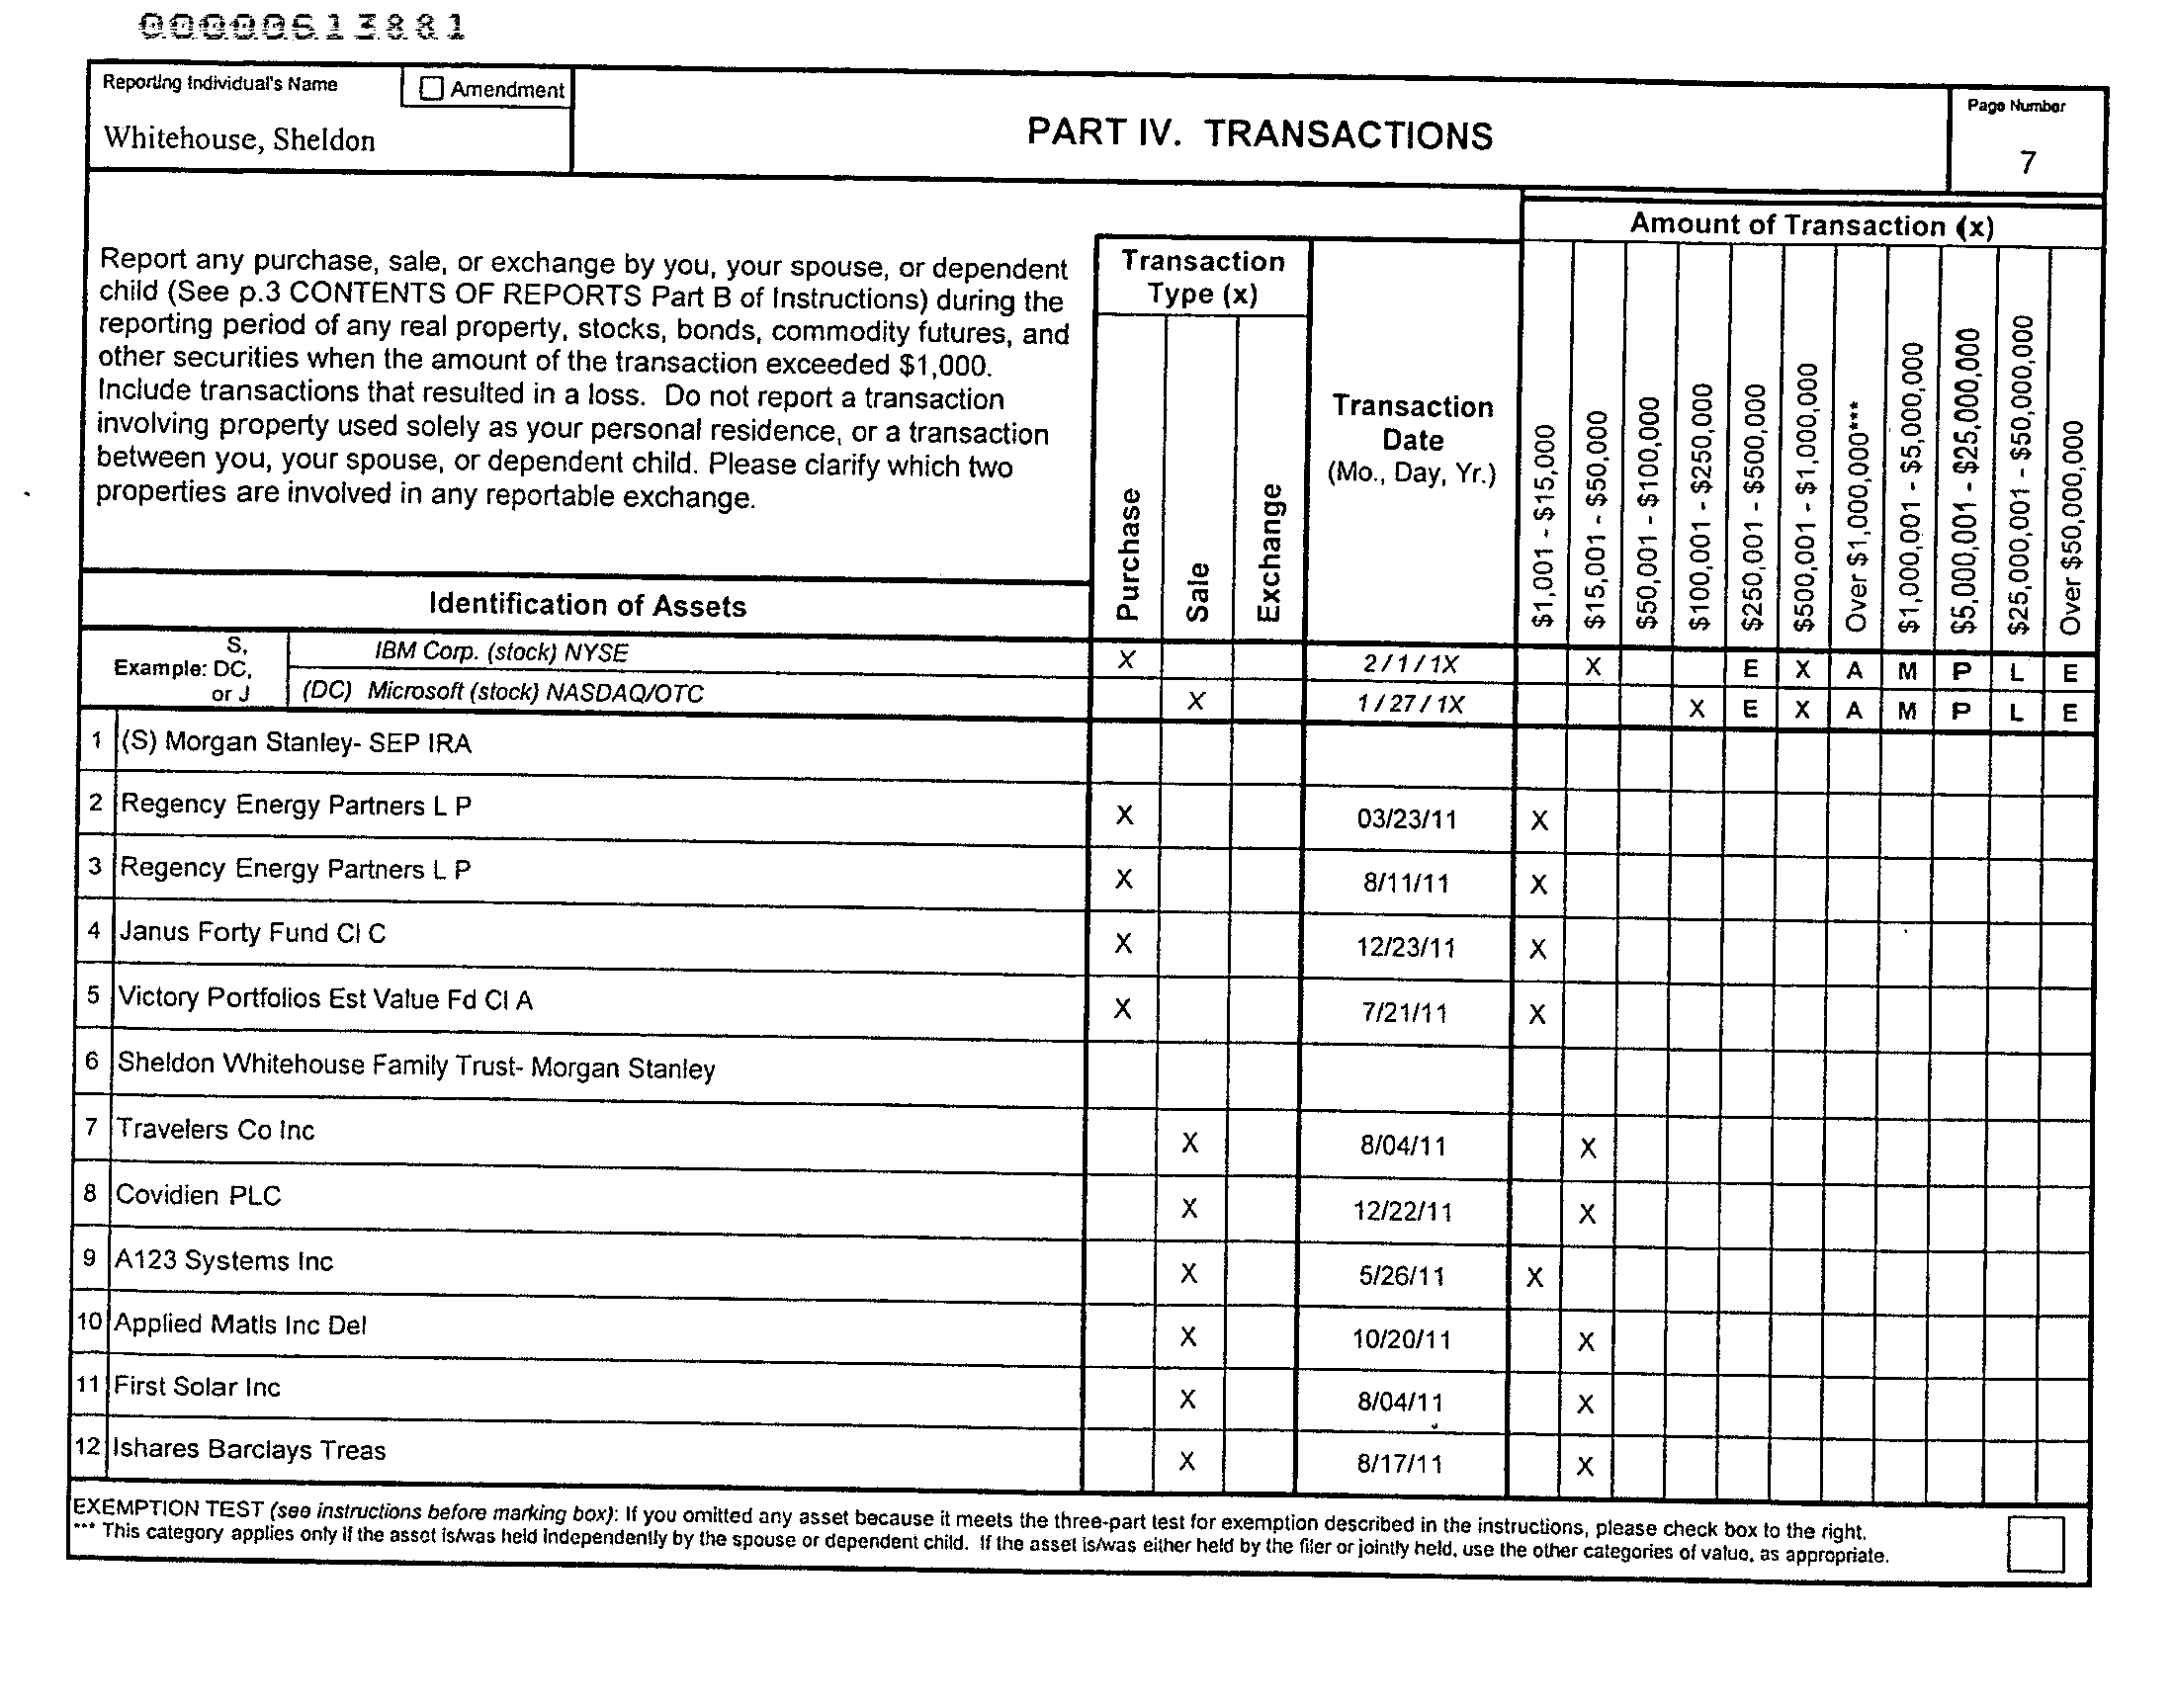 00000613881
Reporting Individual's Name
Amendment
Whitehouse, Sheldon
PART IV. TRANSACTIONS
Page Number
7
Report any purchase, sale, or exchange by you, your spouse, or dependent
child (See p.3 CONTENTS OF REPORTS Part B of Instructions) during the
reporting period of any real property, stocks, bonds, commodity futures, and
other securities when the amount of the transaction exceeded $1,000.
Include transactions that resulted in a loss. Do not report a transaction
involving property used solely as your personal residence, or a transaction
between you, your spouse, or dependent child. Please clarify which two
properties are involved in any reportable exchange.
Transaction
Type (x)
Purchase
Sale
Exchange
Transaction
Date
(Mo., Day, Yr.)
Amount of Transaction (x)
$1,001 - $15,000
$15,001 - $50,000
$50,001 - $100,000
$100,001 - $250,000
$250,001 - $500,000
$500,001 - $1,000,000
Over $1,000,000***
$1,000,001 - $5,000,000
$5,000,001 - $25,000,000
$25,000,001 - $50,000,000
Over $50,000,000
Identification of Assets
S,
Example: DC,
or J
IBM Corp. (stock) NYSE X 2/1/1X X E X A M P L E
(DC) Microsoft (stock) NASDAQ/OTC X 1/27/1X X E X A M P L E
1 (S) Morgan Stanley- SEP IRA
2 Regency Energy Partners L P X 03/23/11 X
3 Regency Energy Partners L P X 8/11/11 X
4 Janus Forty Fund Cl C X 12/23/11 X
5 Victory Portfolios Est Value Fd Cl A X 7/21/11 X
6 Sheldon Whitehouse Family Trust- Morgan Stanley
7 Travelers Co Inc X 8/04/11 X
8 Covidien PLC X 12/22/11 X
9 A123 Systems Inc X 5/26/11 X
10 Applied Matls Inc Del X 10/20/11 X
11 First Solar Inc X 8/04/11 X
12 Ishares Barclays Treas X 8/17/11 X
EXEMPTION TEST (see instructions before marking box): If you omitted any asset because it meets the three-part test for exemption described in the instructions, please check box to the right.
*** This category applies only if the asset is/was held independently by the spouse or dependent child. If the asset is/was either held by the filer or jointly held, use the other categories of value, as appropriate.